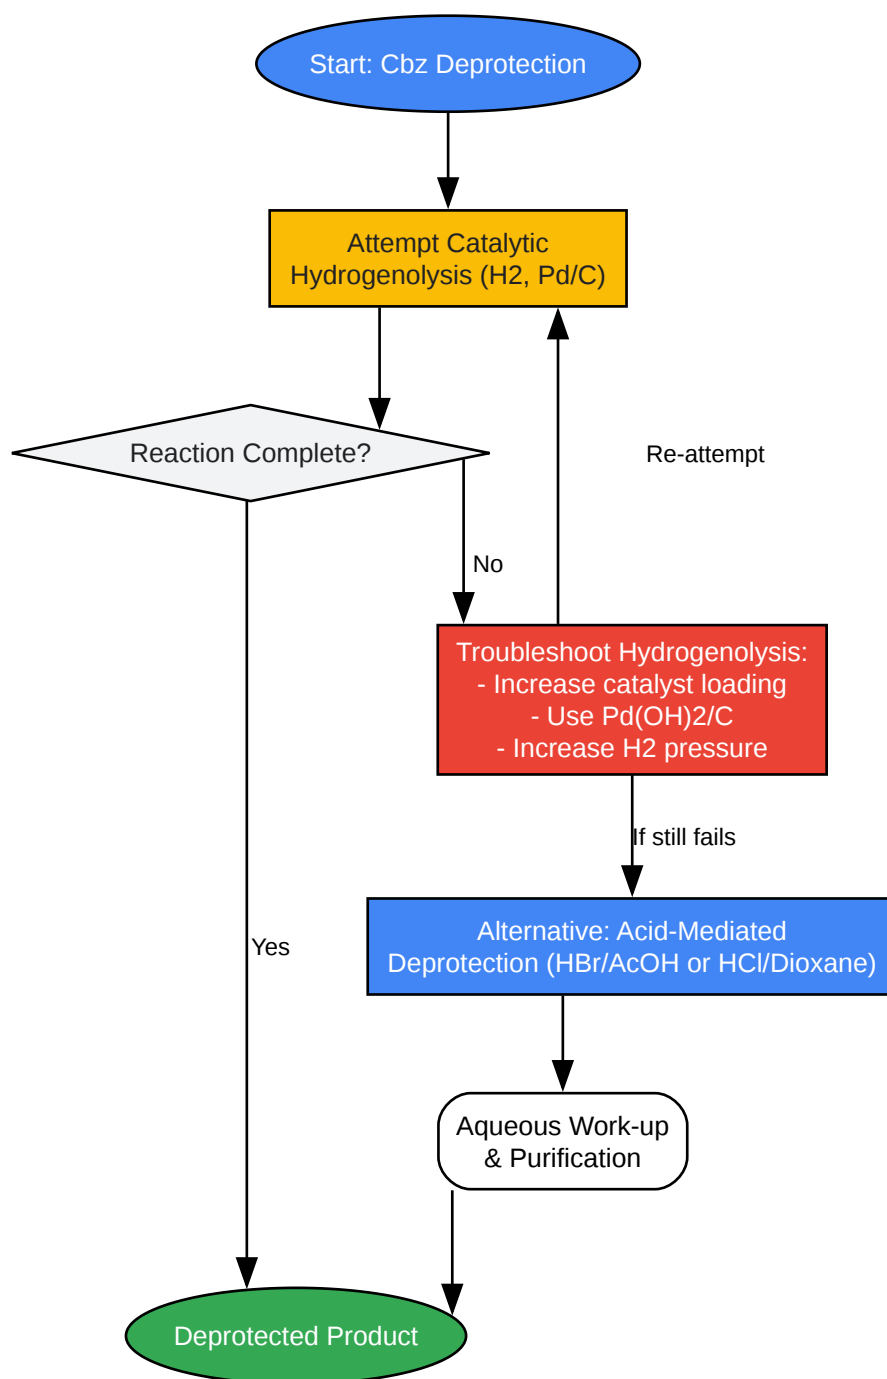 Start: Cbz Deprotection
Attempt Catalytic
Hydrogenolysis (H2, Pd/C)
Reaction Complete?
Re-attempt
No
Troubleshoot Hydrogenolysis:
- Increase catalyst loading
- Use Pd(OH)2/C
- Increase H2 pressure
If still fails
Alternative: Acid-Mediated
Deprotection (HBr/AcOH or HCl/Dioxane)
Yes
Aqueous Work-up
& Purification
Deprotected Product